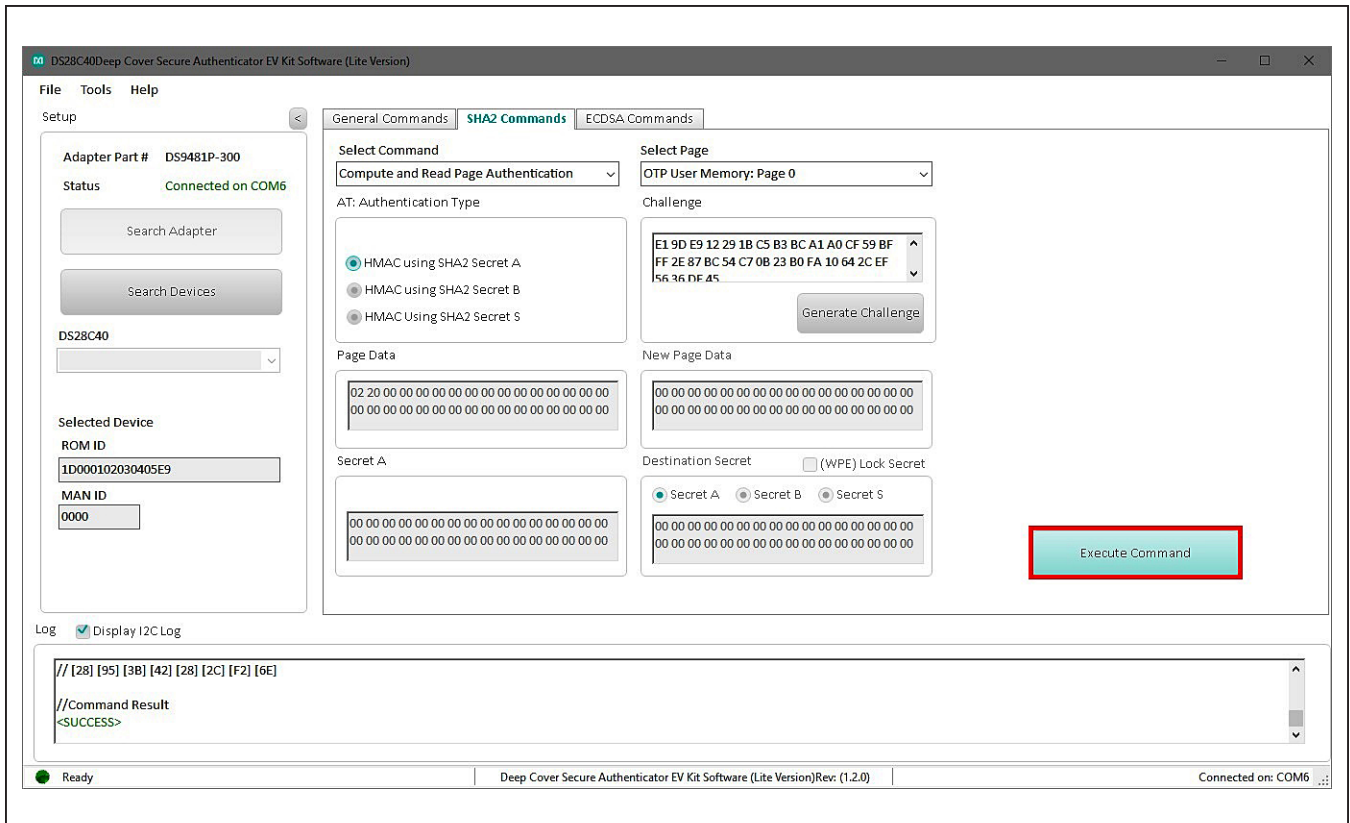 DS28C40Deep Cover Secure Authenticator EV Kit Software (Lite Version)
File Tools Help
Setup
<
Adapter Part # DS9481P-300
Status Connected on COM6
Search Adapter
Search Devices
DS28C40
Selected Device
ROM ID
1D000102030405E9
MAN ID
0000
General Commands SHA2 Commands ECDSA Commands
Select Command
Compute and Read Page Authentication
Select Page
OTP User Memory: Page 0
AT: Authentication Type
HMAC using SHA2 Secret A
HMAC using SHA2 Secret B
HMAC Using SHA2 Secret S
Challenge
E1 9D E9 12 29 1B C5 B3 BC A1 A0 CF 59 BF
FF 2E 87 BC 54 C7 0B 23 B0 FA 10 64 2C EF
56 36 DF 45
Generate Challenge
Page Data
02 20 00 00 00 00 00 00 00 00 00 00 00 00 00 00
00 00 00 00 00 00 00 00 00 00 00 00 00 00 00 00
New Page Data
00 00 00 00 00 00 00 00 00 00 00 00 00 00 00 00
00 00 00 00 00 00 00 00 00 00 00 00 00 00 00 00
Secret A
00 00 00 00 00 00 00 00 00 00 00 00 00 00 00 00
00 00 00 00 00 00 00 00 00 00 00 00 00 00 00 00
Destination Secret (WPE) Lock Secret
Secret A Secret B Secret S
00 00 00 00 00 00 00 00 00 00 00 00 00 00 00 00
00 00 00 00 00 00 00 00 00 00 00 00 00 00 00 00
Execute Command
Log Display I2C Log
// [28] [95] [3B] [42] [28] [2C] [F2] [6E]
//Command Result
<SUCCESS>
Ready
Deep Cover Secure Authenticator EV Kit Software (Lite Version)Rev: (1.2.0)
Connected on: COM6